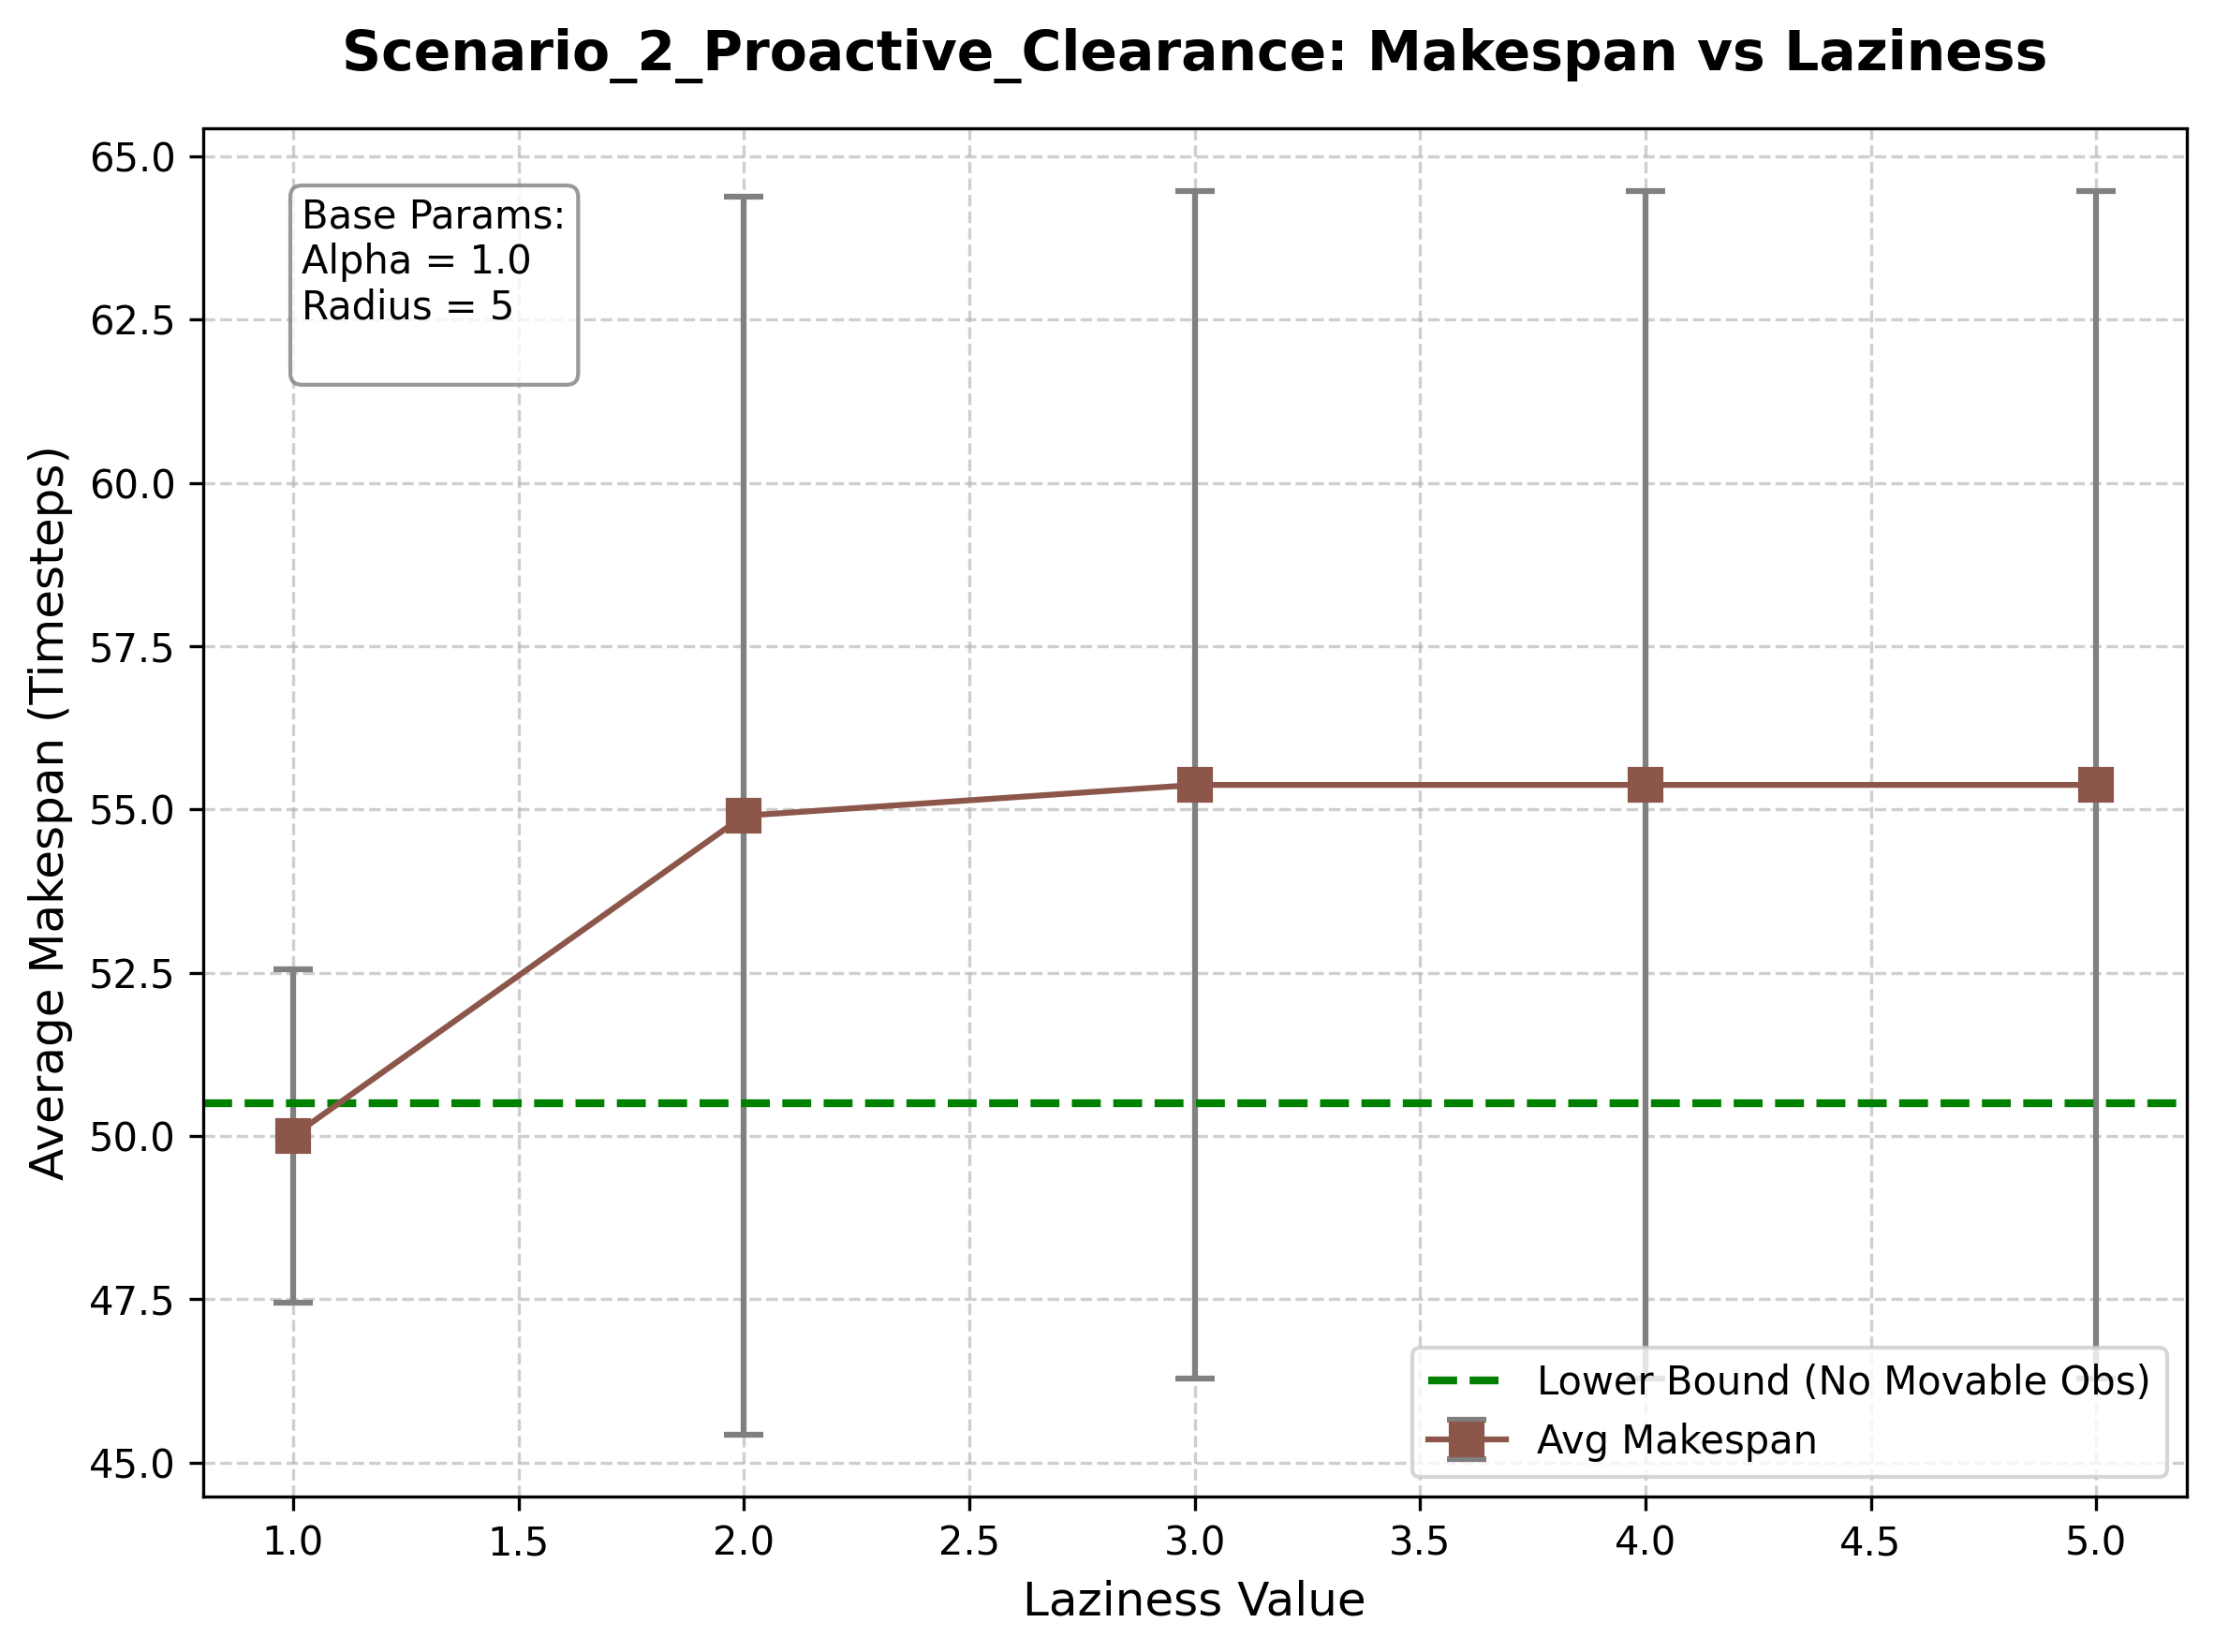 Scenario_2_Proactive_Clearance: Makespan vs Laziness
65.0
62.5
60.0
57.5
55.0
52.5
50.0
47.5
45.0
Average Makespan (Timesteps)
Base Params:
Alpha = 1.0
Radius = 5
Lower Bound (No Movable Obs)
Avg Makespan
1.0 1.5 2.0 2.5 3.0 3.5 4.0 4.5 5.0
Laziness Value